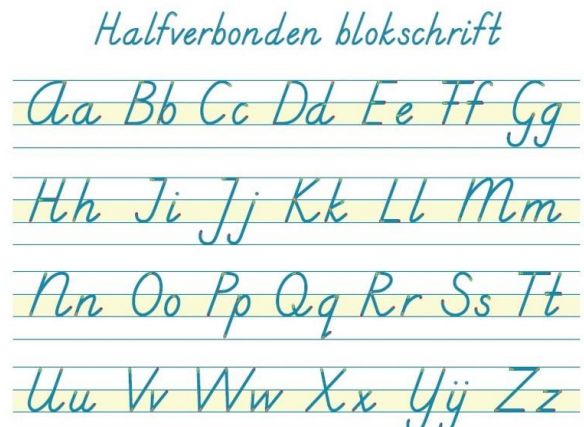 Halfverbonden blokschrift
Aa Bb Cc Dd Ee Ff Gg
Hh Ii Jj Kk Ll Mm
Nn Oo Pp Qq Rr Ss Tt
Uu Vv Ww Xx Yÿ Zz